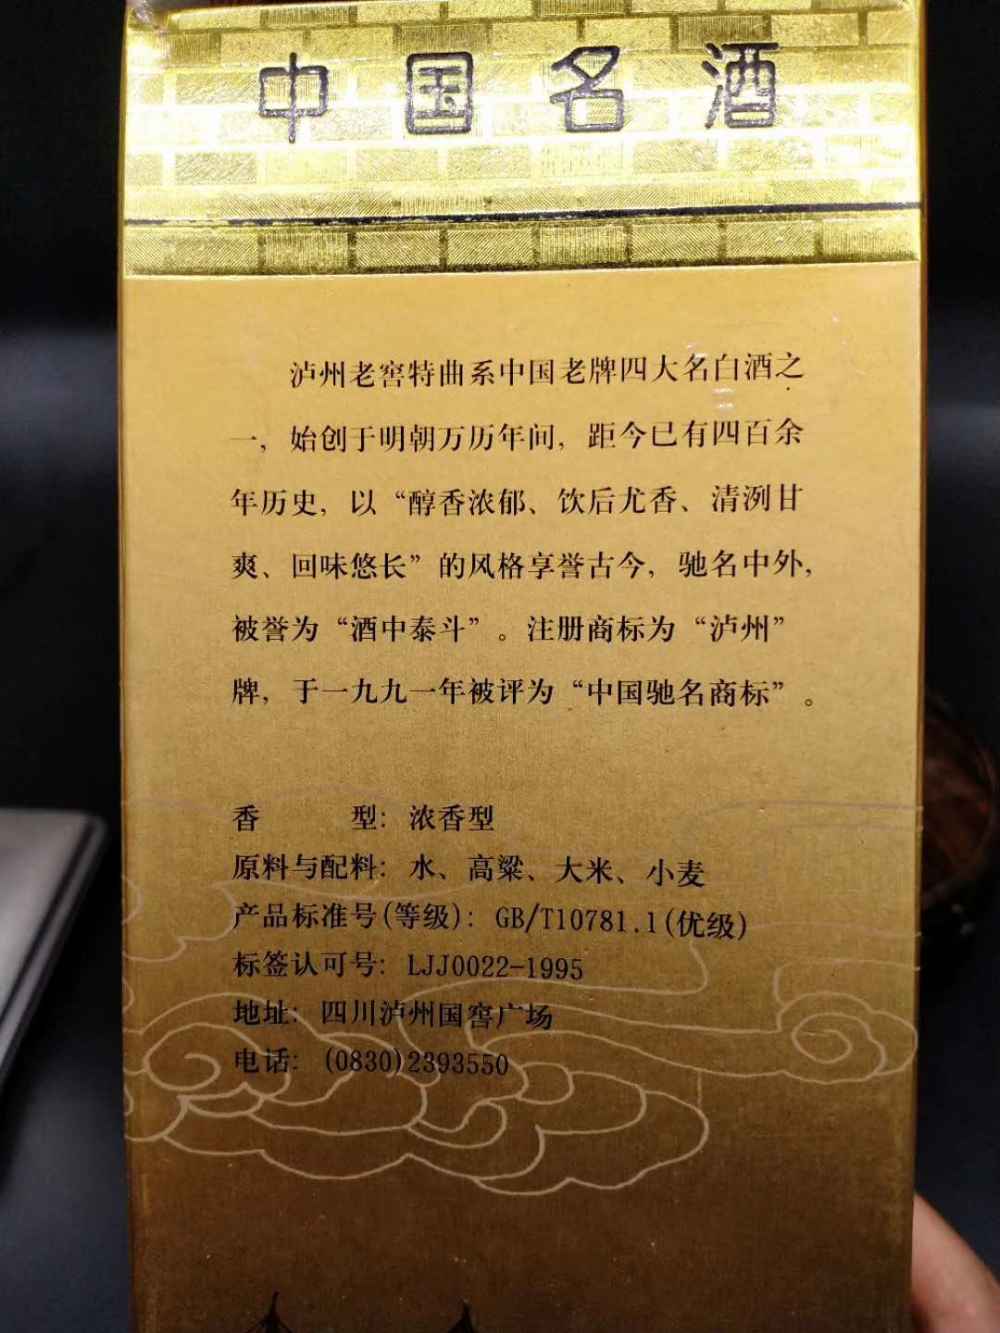 中国名酒
泸州老窖特曲系中国老牌四大名白酒之
一，始创于明朝万历年间，距今已有四百余
年历史，以“醇香浓郁、饮后尤香、清洌甘
爽、回味悠长”的风格享誉古今，驰名中外，
被誉为“酒中泰斗”。注册商标为“泸州”
牌，于一九九一年被评为“中国驰名商标”。
香 型：浓香型
原料与配料：水、高粱、大米、小麦
产品标准号(等级)：GB/T10781.1(优级)
标签认可号：LJJ0022-1995
地址：四川泸州国窖广场
电话：(0830)2393550